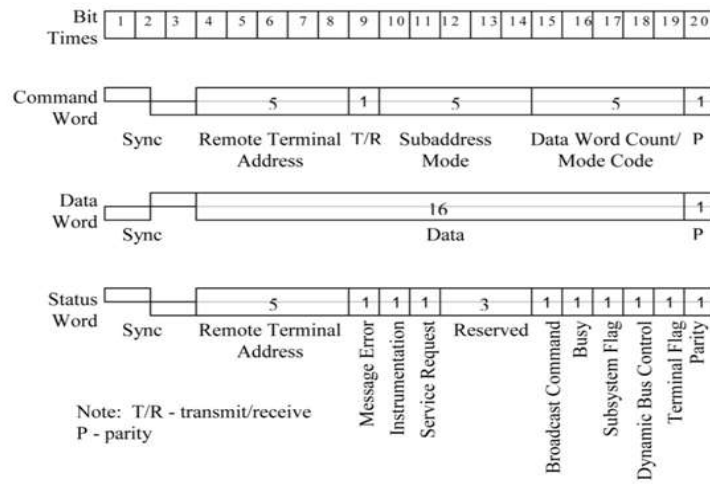 Bit Times 1 2 3 4 5 6 7 8 9 10 11 12 13 14 15 16 17 18 19 20
Command Word 5 1 5 5 1
Sync Remote Terminal Address T/R Subaddress Mode Data Word Count/ Mode Code P
Data Word 16 1
Sync Data P
Status Word 5 1 1 1 3 1 1 1 1 1 1
Sync Remote Terminal Address Message Error Instrumentation Service Request Reserved Broadcast Command Busy Subsystem Flag Dynamic Bus Control Terminal Flag Parity
Note: T/R - transmit/receive
P - parity